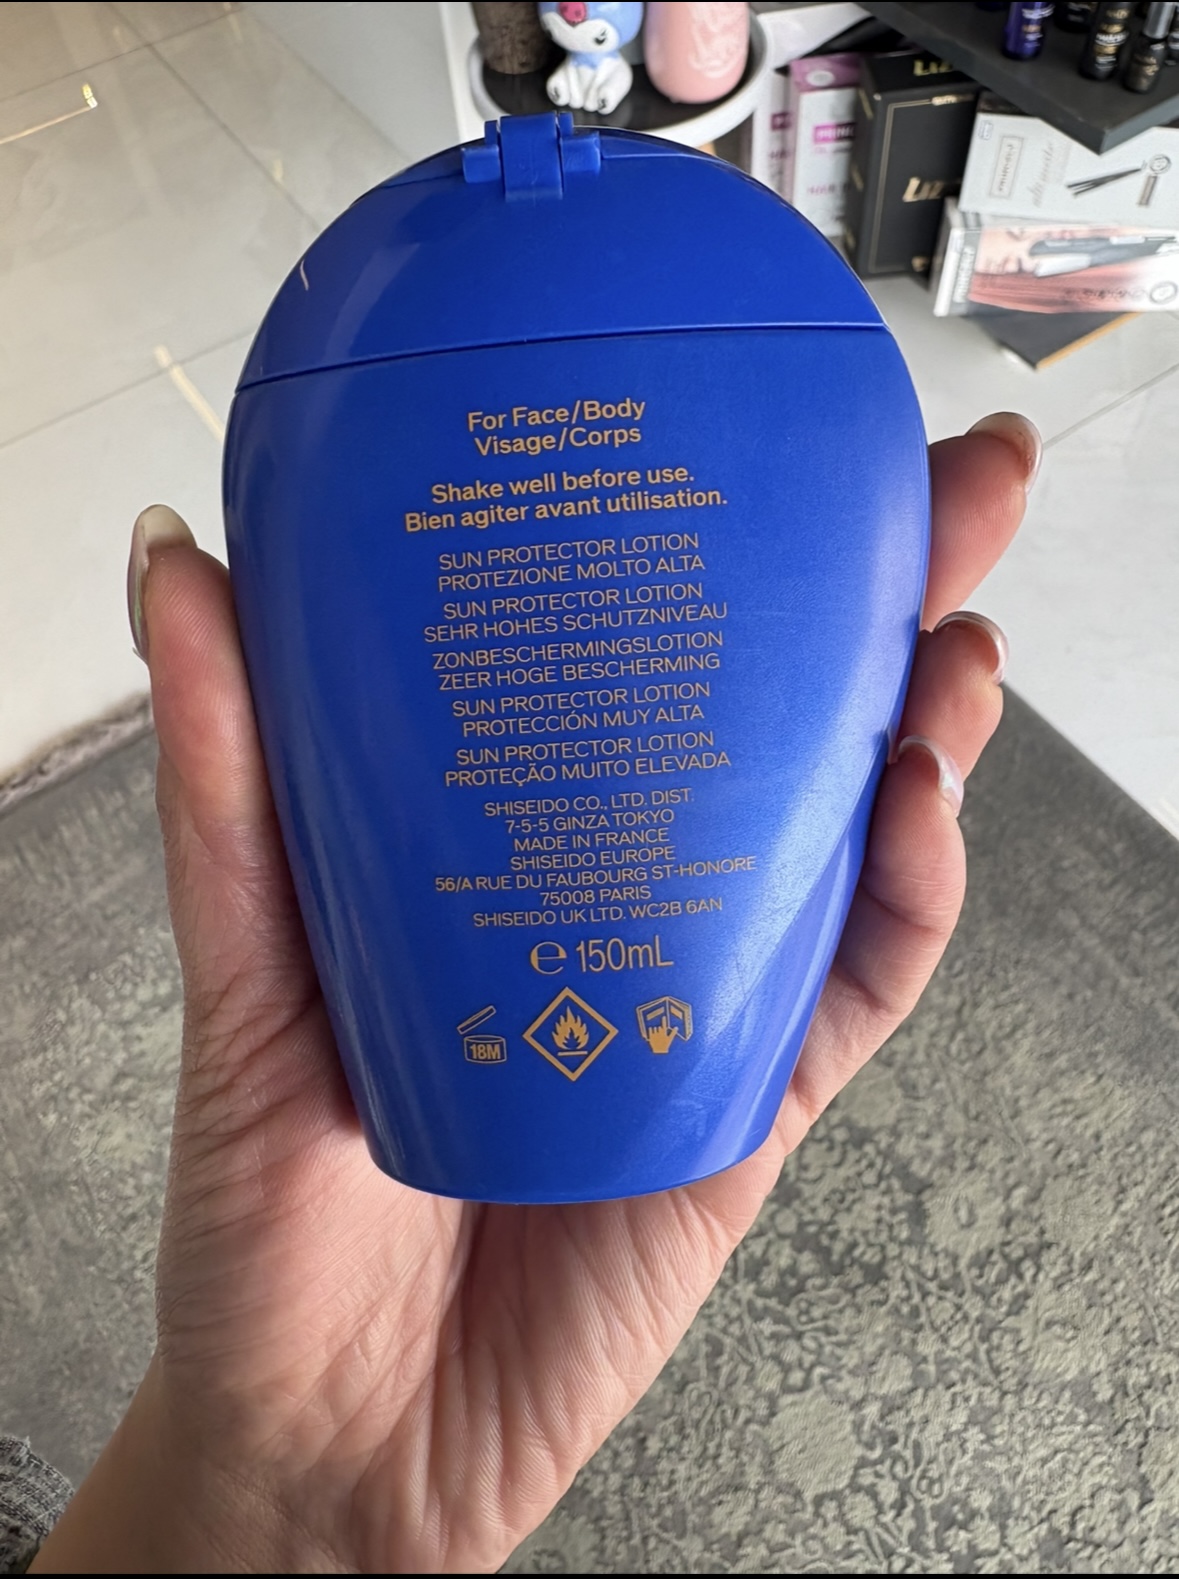 For Face/Body
Visage/Corps
Shake well before use.
Bien agiter avant utilisation.
SUN PROTECTOR LOTION
PROTEZIONE MOLTO ALTA
SUN PROTECTOR LOTION
SEHR HOHES SCHUTZNIVEAU
ZONBESCHERMINGSLOTION
ZEER HOGE BESCHERMING
SUN PROTECTOR LOTION
PROTECCIÓN MUY ALTA
SUN PROTECTOR LOTION
PROTEÇÃO MUITO ELEVADA
SHISEIDO CO., LTD. DIST.
7-5-5 GINZA TOKYO
MADE IN FRANCE
SHISEIDO EUROPE
56/A RUE DU FAUBOURG ST-HONORE
75008 PARIS
SHISEIDO UK LTD. WC2B 6AN
℮ 150mL
18M